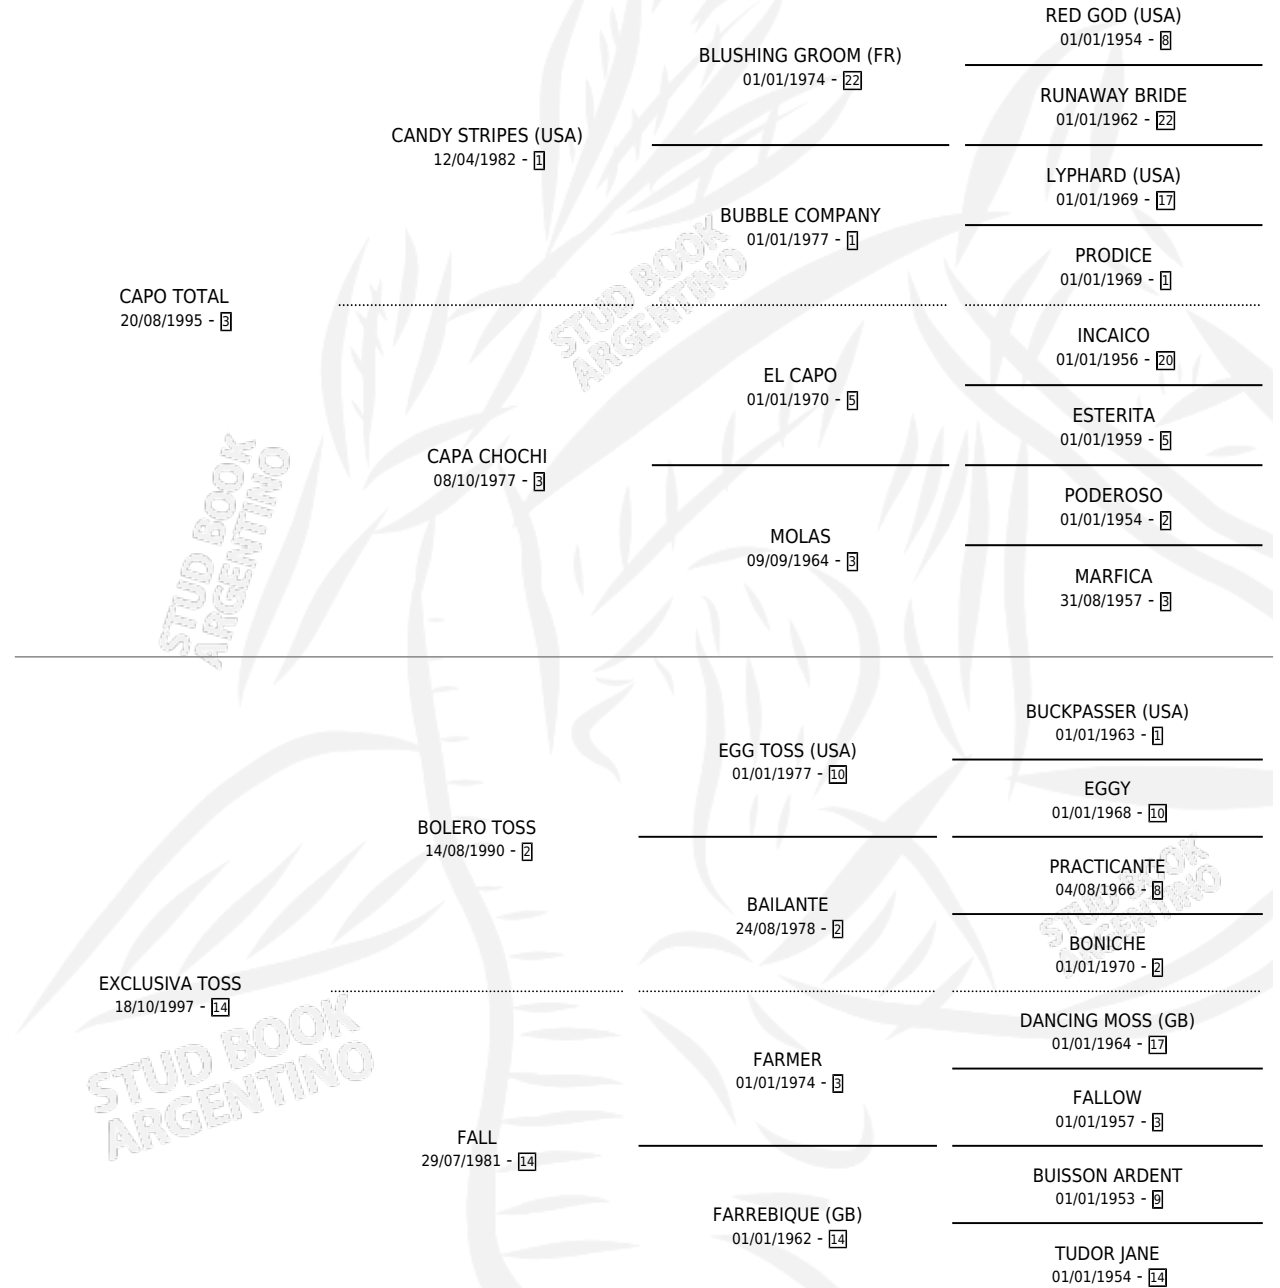 RED GOD (USA)
01/01/1954 - 8
BLUSHING GROOM (FR)
01/01/1974 - 22
RUNAWAY BRIDE
01/01/1962 - 22
CANDY STRIPES (USA)
12/04/1982 - 1
LYPHARD (USA)
01/01/1969 - 17
BUBBLE COMPANY
01/01/1977 - 1
PRODICE
01/01/1969 - 1
CAPO TOTAL
20/08/1995 - 3
INCAICO
01/01/1956 - 20
EL CAPO
01/01/1970 - 5
ESTERITA
01/01/1959 - 5
CAPA CHOCHI
08/10/1977 - 3
PODEROSO
01/01/1954 - 2
MOLAS
09/09/1964 - 3
MARFICA
31/08/1957 - 3
BUCKPASSER (USA)
01/01/1963 - 1
EGG TOSS (USA)
01/01/1977 - 10
EGGY
01/01/1968 - 10
BOLERO TOSS
14/08/1990 - 2
PRACTICANTE
04/08/1966 - 8
BAILANTE
24/08/1978 - 2
BONICHE
01/01/1970 - 2
EXCLUSIVA TOSS
18/10/1997 - 14
DANCING MOSS (GB)
01/01/1964 - 17
FARMER
01/01/1974 - 3
FALLOW
01/01/1957 - 3
FALL
29/07/1981 - 14
BUISSON ARDENT
01/01/1953 - 9
FARREBIQUE (GB)
01/01/1962 - 14
TUDOR JANE
01/01/1954 - 14
STUD BOOK
ARGENTINO
STUD BOOK
ARGENTINO
STUD BOOK
ARGENTINO
STUD BOOK
ARGENTINO